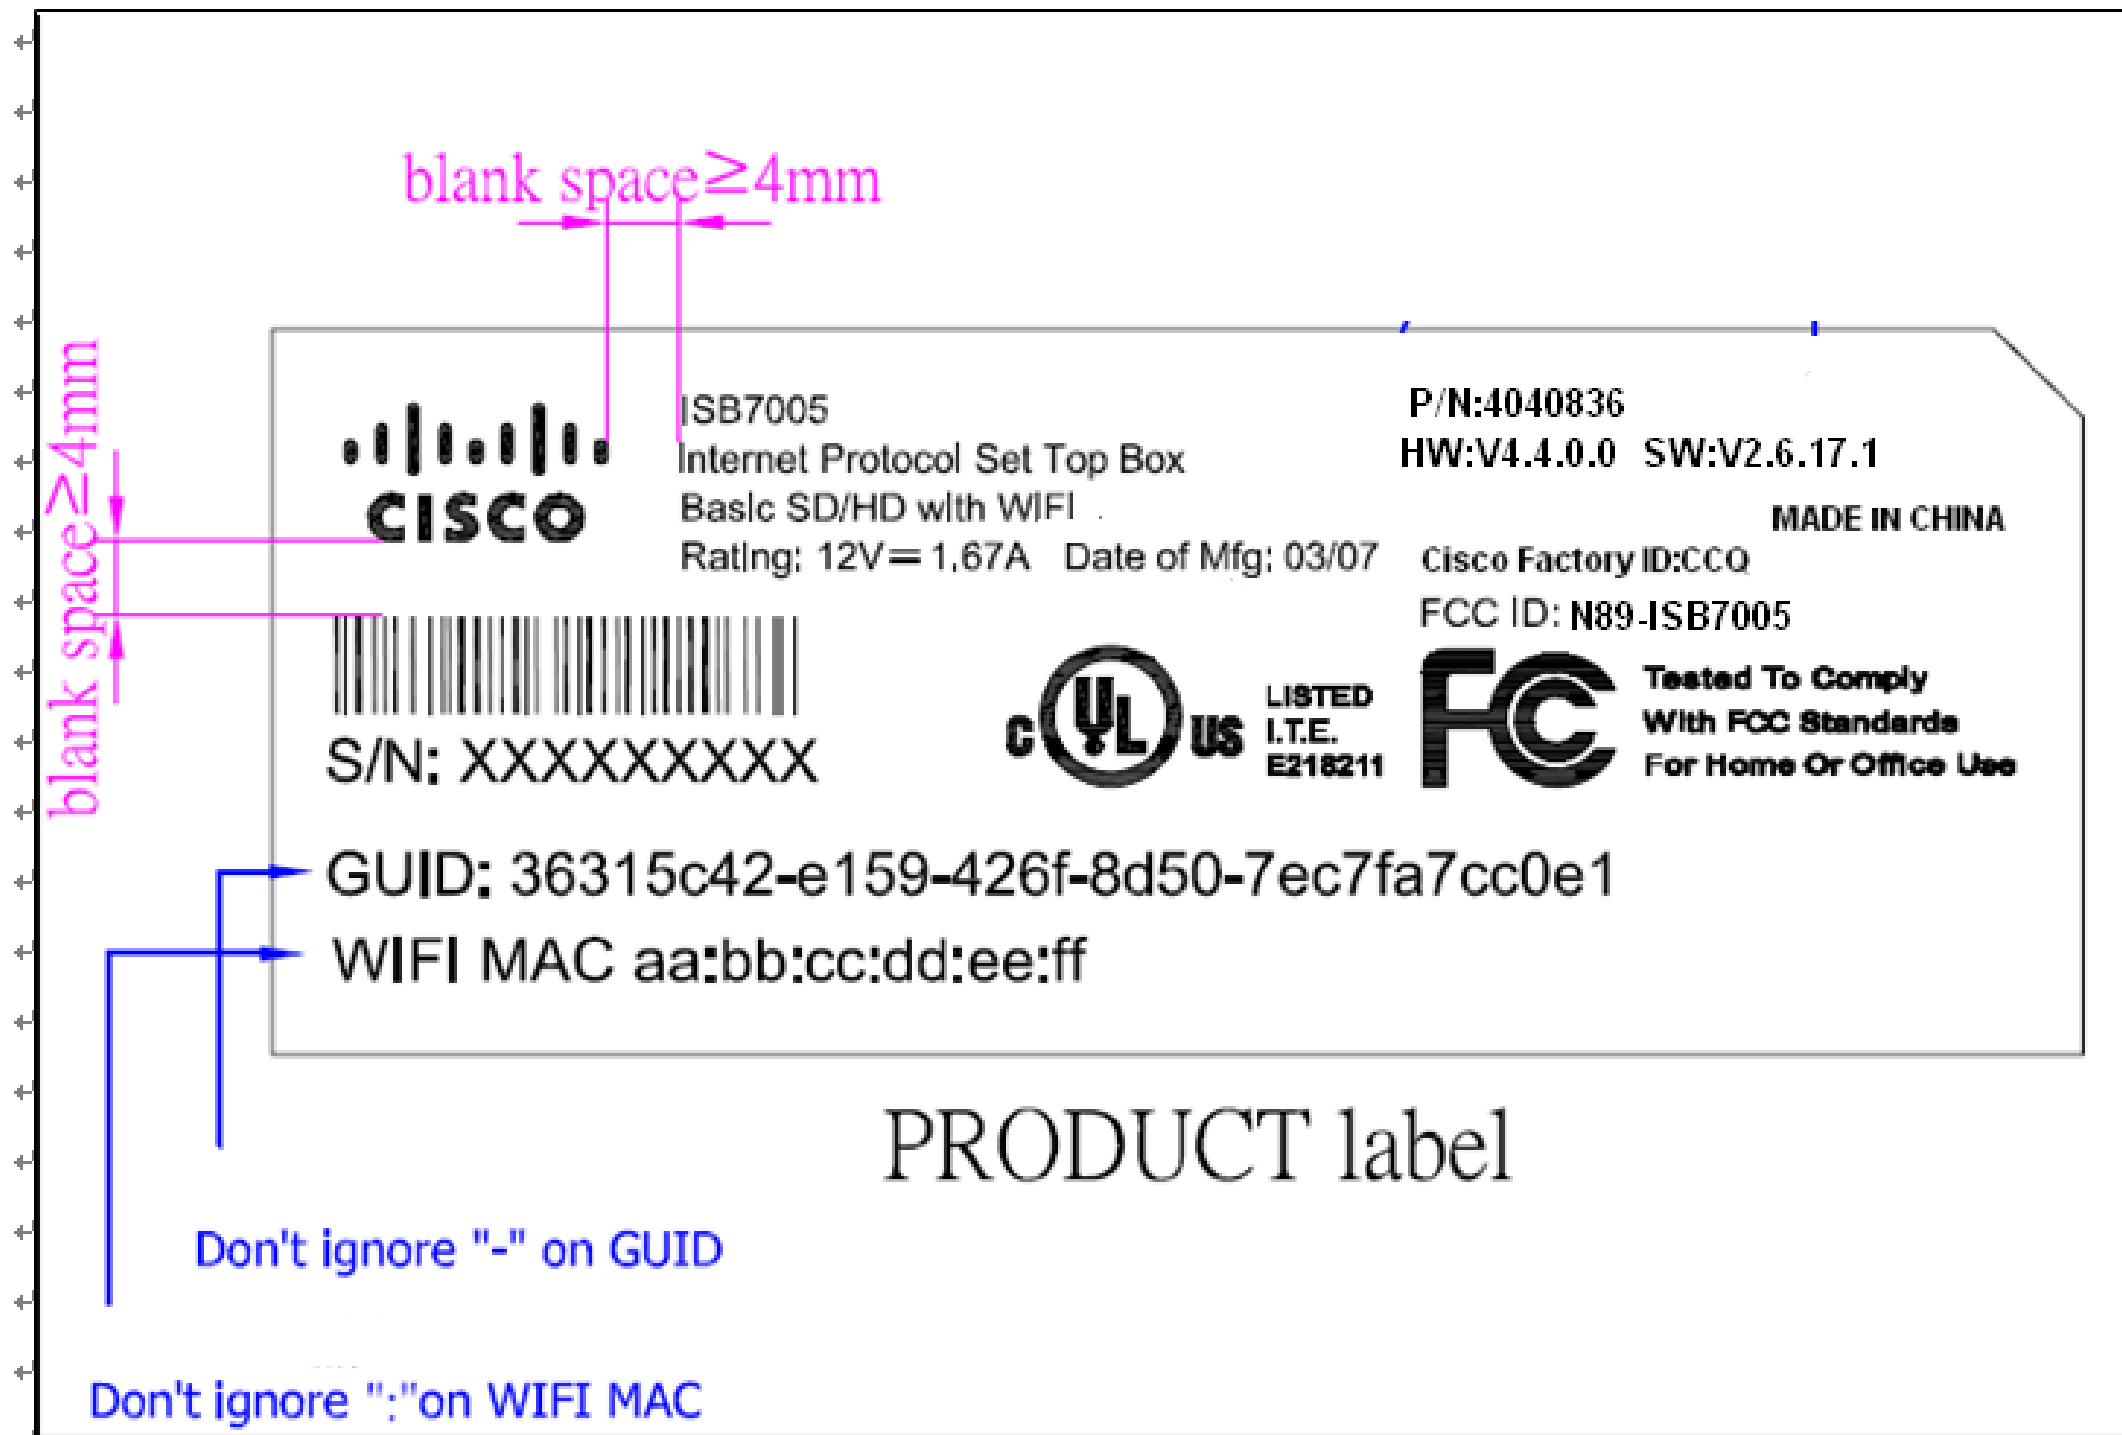 blank space≥4mm
blank space≥4mm
CISCO
ISB7005
Internet Protocol Set Top Box
Basic SD/HD with WIFI
Rating: 12V⎓1.67A Date of Mfg: 03/07
P/N:4040836
HW:V4.4.0.0 SW:V2.6.17.1
MADE IN CHINA
Cisco Factory ID:CCQ
FCC ID: N89-ISB7005
S/N: XXXXXXXXX
C UL US
LISTED
I.T.E.
E218211
FC
Tested To Comply
With FCC Standards
For Home Or Office Use
GUID: 36315c42-e159-426f-8d50-7ec7fa7cc0e1
WIFI MAC aa:bb:cc:dd:ee:ff
PRODUCT label
Don't ignore "-" on GUID
Don't ignore ":"on WIFI MAC